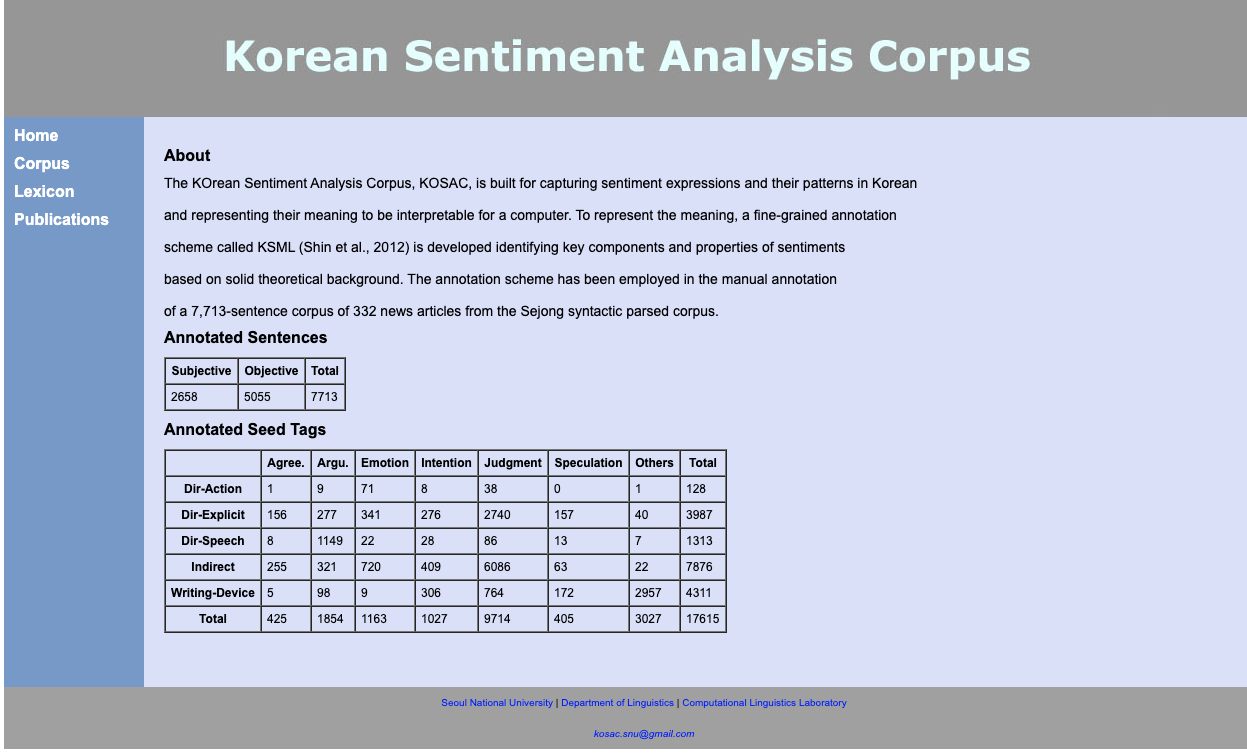 Korean Sentiment Analysis Corpus
Home
Corpus
Lexicon
Publications
About
The KOrean Sentiment Analysis Corpus, KOSAC, is built for capturing sentiment expressions and their patterns in Korean
and representing their meaning to be interpretable for a computer. To represent the meaning, a fine-grained annotation
scheme called KSML (Shin et al., 2012) is developed identifying key components and properties of sentiments
based on solid theoretical background. The annotation scheme has been employed in the manual annotation
of a 7,713-sentence corpus of 332 news articles from the Sejong syntactic parsed corpus.
Annotated Sentences
Subjective Objective Total
2658 5055 7713
Annotated Seed Tags
Agree. Argu. Emotion Intention Judgment Speculation Others Total
Dir-Action 1 9 71 8 38 0 1 128
Dir-Explicit 156 277 341 276 2740 157 40 3987
Dir-Speech 8 1149 22 28 86 13 7 1313
Indirect 255 321 720 409 6086 63 22 7876
Writing-Device 5 98 9 306 764 172 2957 4311
Total 425 1854 1163 1027 9714 405 3027 17615
Seoul National University | Department of Linguistics | Computational Linguistics Laboratory
kosac.snu@gmail.com